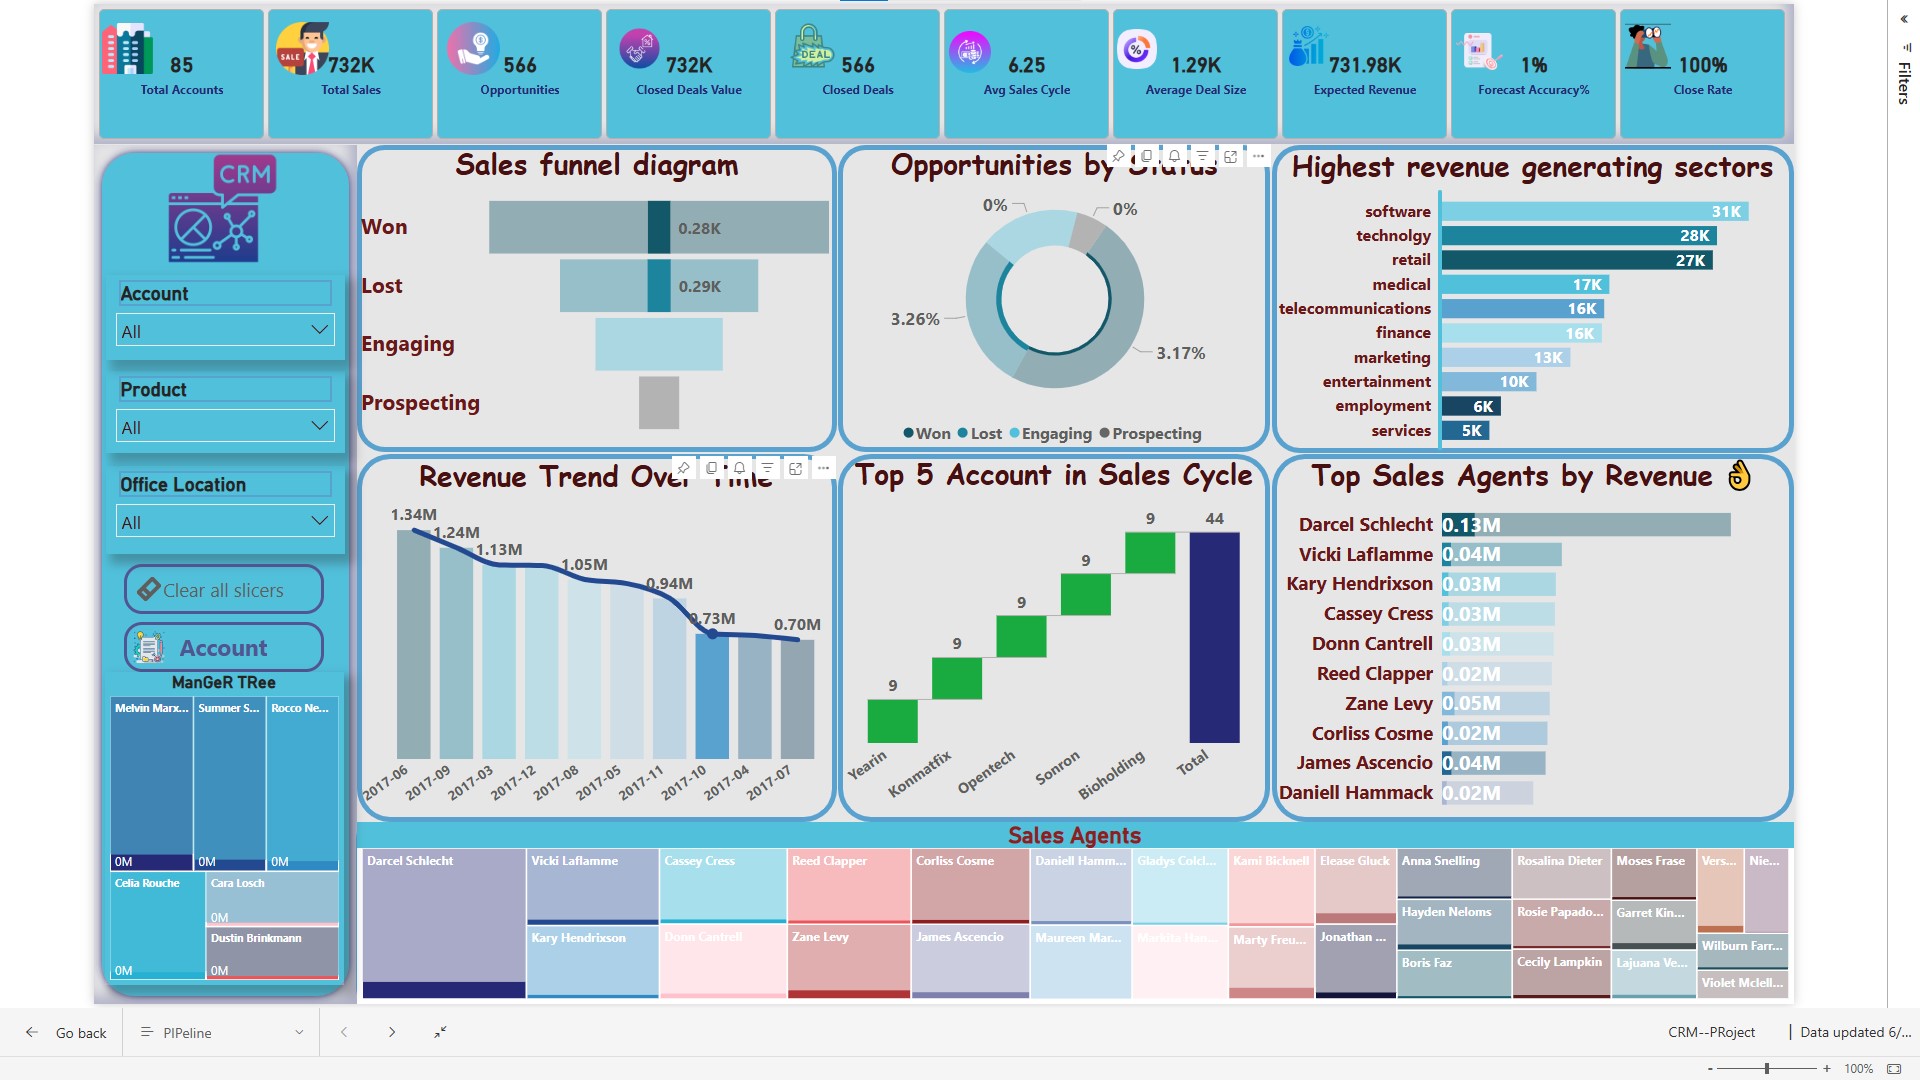 85
Total Accounts
SALE
732K
Total Sales
566
Opportunities
732K
Closed Deals Value
DEAL
566
Closed Deals
6.25
Avg Sales Cycle
%
1.29K
Average Deal Size
731.98K
Expected Revenue
1%
Forecast Accuracy%
100%
Close Rate
Filters
CRM
Account
All
Product
All
Office Location
All
Clear all slicers
Account
ManGeR TRee
Melvin Marx...
Summer S...
Rocco Ne...
0M
0M
0M
Celia Rouche
Cara Losch
0M
Dustin Brinkmann
0M
0M
Sales funnel diagram
Won
0.28K
Lost
0.29K
Engaging
Prospecting
Opportunities by Status
0%
0%
3.26%
3.17%
Won Lost Engaging Prospecting
Highest revenue generating sectors
software 31K
technolgy 28K
retail 27K
medical 17K
telecommunications 16K
finance 16K
marketing 13K
entertainment 10K
employment 6K
services 5K
Revenue Trend Over Time
1.34M
1.24M
1.13M
1.05M
0.94M
0.73M
0.70M
2017-06
2017-09
2017-03
2017-12
2017-08
2017-05
2017-11
2017-10
2017-04
2017-07
Top 5 Account in Sales Cycle
9
9
9
9
9
44
Yearin
Konmatfix
Opentech
Sonron
Bioholding
Total
Top Sales Agents by Revenue 👌
Darcel Schlecht 0.13M
Vicki Laflamme 0.04M
Kary Hendrixson 0.03M
Cassey Cress 0.03M
Donn Cantrell 0.03M
Reed Clapper 0.02M
Zane Levy 0.05M
Corliss Cosme 0.02M
James Ascencio 0.04M
Daniell Hammack 0.02M
Sales Agents
Darcel Schlecht
Vicki Laflamme
Kary Hendrixson
Cassey Cress
Donn Cantrell
Reed Clapper
Zane Levy
Corliss Cosme
James Ascencio
Daniell Hamm...
Maureen Mar...
Gladys Colcl...
Markita Han...
Kami Bicknell
Marty Freu...
Elease Gluck
Jonathan ...
Anna Snelling
Hayden Neloms
Boris Faz
Rosalina Dieter
Rosie Papado...
Cecily Lampkin
Moses Frase
Garret Kin...
Lajuana Ve...
Vers...
Nie...
Wilburn Farr...
Violet Mclell...
Go back
PIPeline
CRM--PRoject
Data updated 6/...
- + 100%